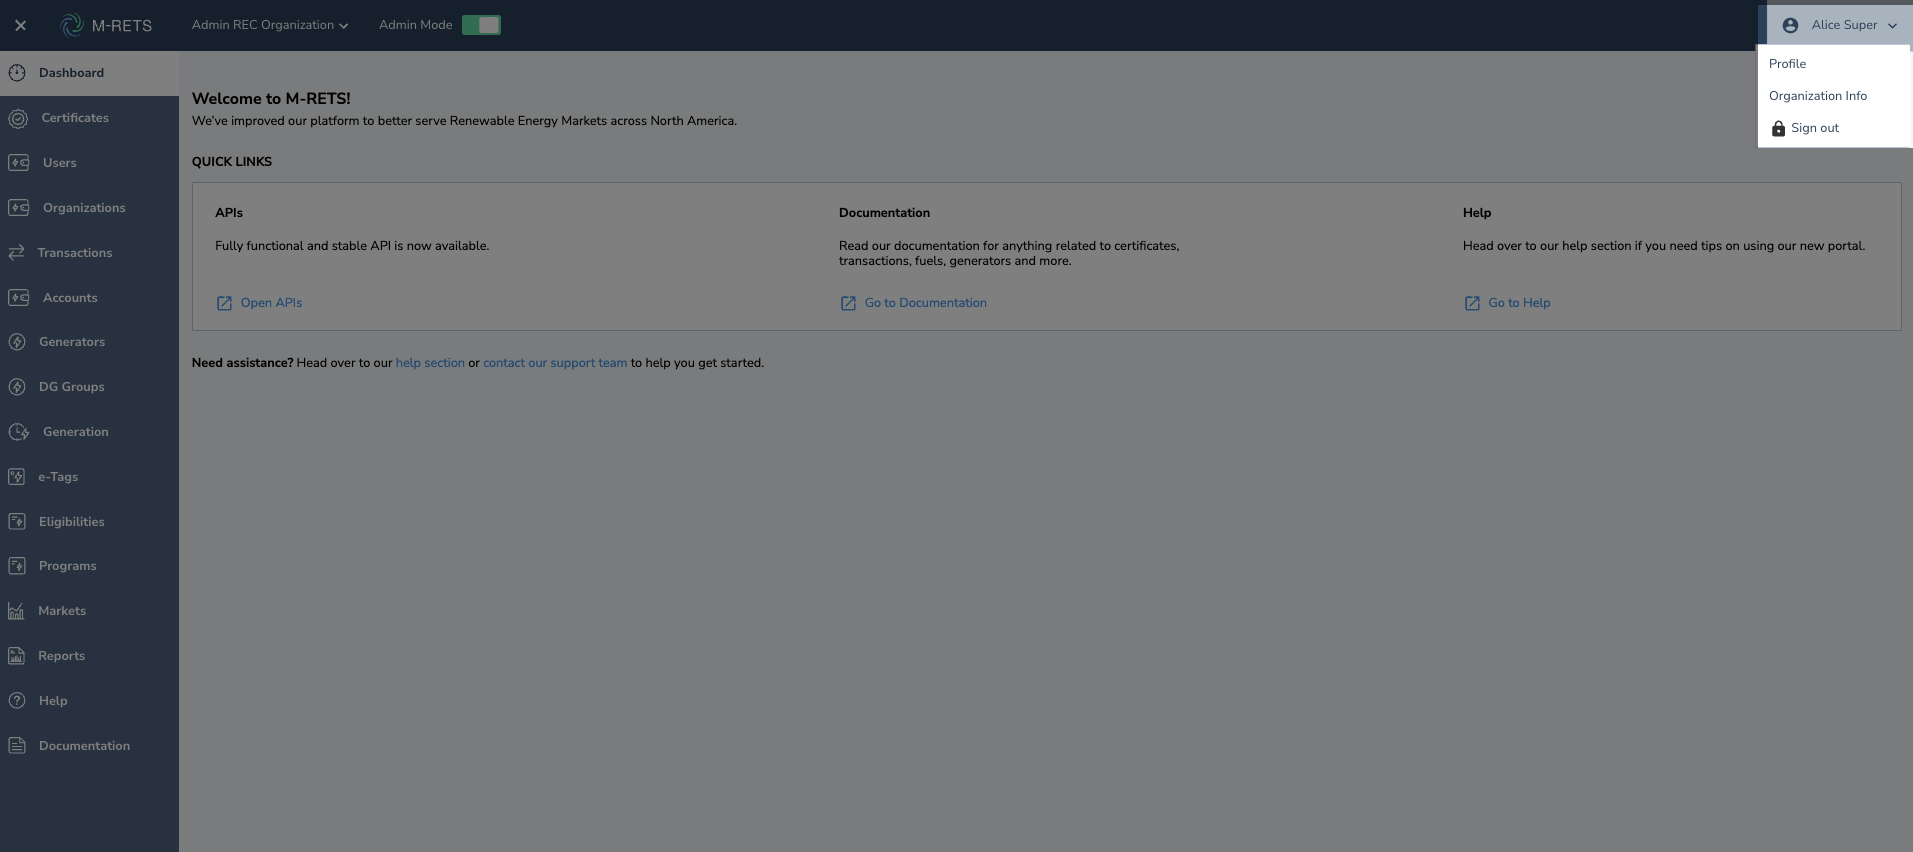 M-RETS
Admin REC Organization
Admin Mode
Alice Super
Profile
Organization Info
Sign out
Dashboard
Certificates
Users
Organizations
Transactions
Accounts
Generators
DG Groups
Generation
e-Tags
Eligibilities
Programs
Markets
Reports
Help
Documentation
Welcome to M-RETS!
We've improved our platform to better serve Renewable Energy Markets across North America.
QUICK LINKS
APIs
Fully functional and stable API is now available.
Open APIs
Documentation
Read our documentation for anything related to certificates,
transactions, fuels, generators and more.
Go to Documentation
Help
Head over to our help section if you need tips on using our new portal.
Go to Help
Need assistance? Head over to our help section or contact our support team to help you get started.